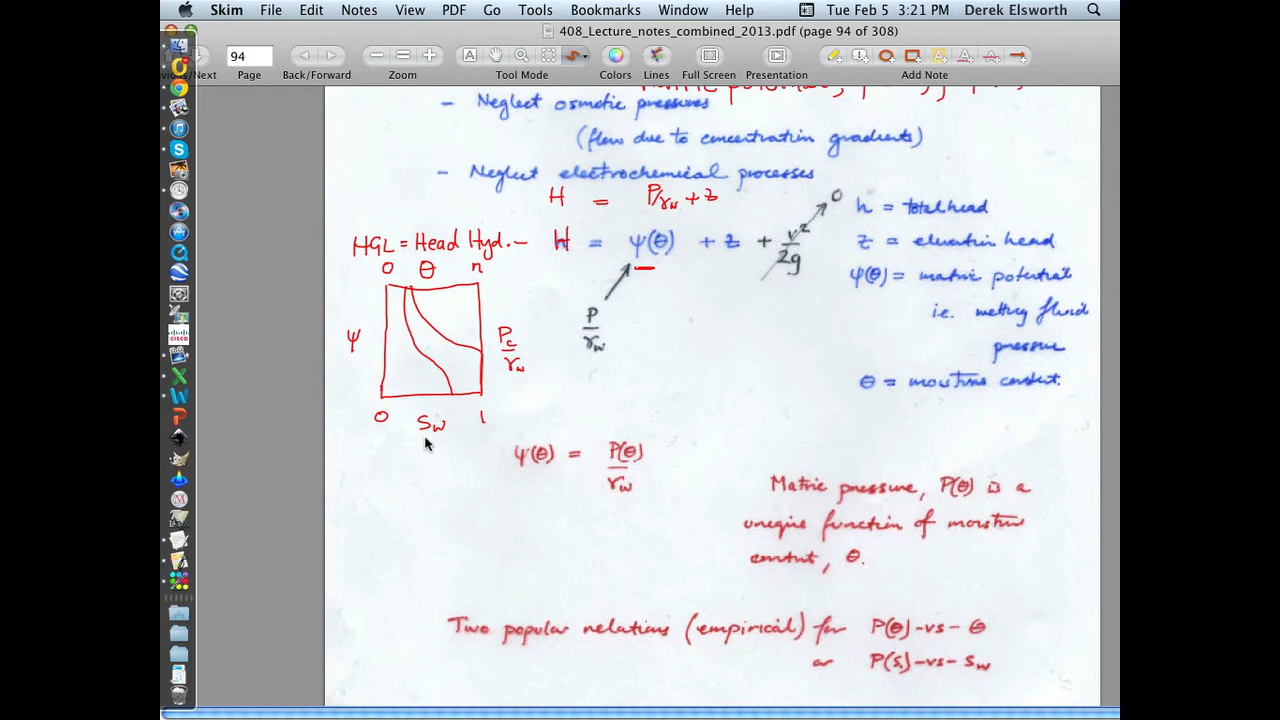 Skim File Edit Notes View PDF Go Tools Bookmarks Window Help Tue Feb 5 3:21 PM Derek Elsworth
408_Lecture_notes_combined_2013.pdf (page 94 of 308)
94
Previous/Next Page Back/Forward Zoom Tool Mode Colors Lines Full Screen Presentation Add Note
- Neglect osmotic pressures
(flow due to concentration gradients)
- Neglect electrochemical processes
H = P/γw + z
HGL = Head Hyd. - H = ψ(θ) + z + v²/2g → 0
h = total head
z = elevation head
ψ(θ) = matric potential
i.e. wetting fluid
pressure
θ = moisture content.
P/γw
0 θ n
ψ Pc/γw
0 Sw 1
ψ(θ) = P(θ)/γw
Matric pressure, P(θ) is a
unique function of moisture
content, θ.
Two popular relations (empirical) for P(θ)-vs-θ
or P(S)-vs-Sw